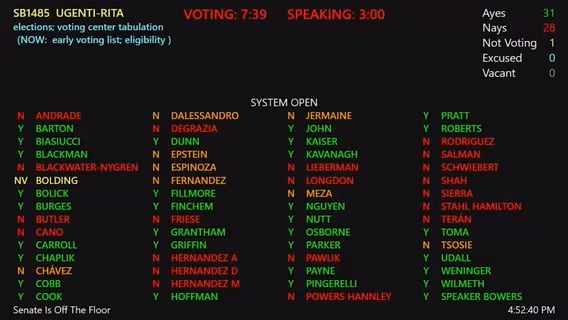 SB1485 UGENTI-RITA VOTING: 7:39 SPEAKING: 3:00 Ayes 31
elections; voting center tabulation Nays 28
(NOW: early voting list; eligibility ) Not Voting 1
Excused 0
Vacant 0
SYSTEM OPEN
N ANDRADE N DALESSANDRO N JERMAINE Y PRATT
Y BARTON N DEGRAZIA Y JOHN Y ROBERTS
Y BIASIUCCI Y DUNN Y KAISER N RODRIGUEZ
Y BLACKMAN N EPSTEIN Y KAVANAGH N SALMAN
N BLACKWATER-NYGREN N ESPINOZA N LIEBERMAN N SCHWIEBERT
NV BOLDING N FERNANDEZ N LONGDON N SHAH
Y BOLICK Y FILLMORE N MEZA N SIERRA
Y BURGES Y FINCHEM Y NGUYEN N STAHL HAMILTON
N BUTLER N FRIESE Y NUTT N TERÁN
N CANO Y GRANTHAM Y OSBORNE Y TOMA
Y CARROLL Y GRIFFIN Y PARKER N TSOSIE
Y CHAPLIK N HERNANDEZ A N PAWLIK Y UDALL
N CHÁVEZ N HERNANDEZ D Y PAYNE Y WENINGER
Y COBB N HERNANDEZ M Y PINGERELLI Y WILMETH
Y COOK Y HOFFMAN N POWERS HANNLEY Y SPEAKER BOWERS
Senate Is Off The Floor 4:52:40 PM